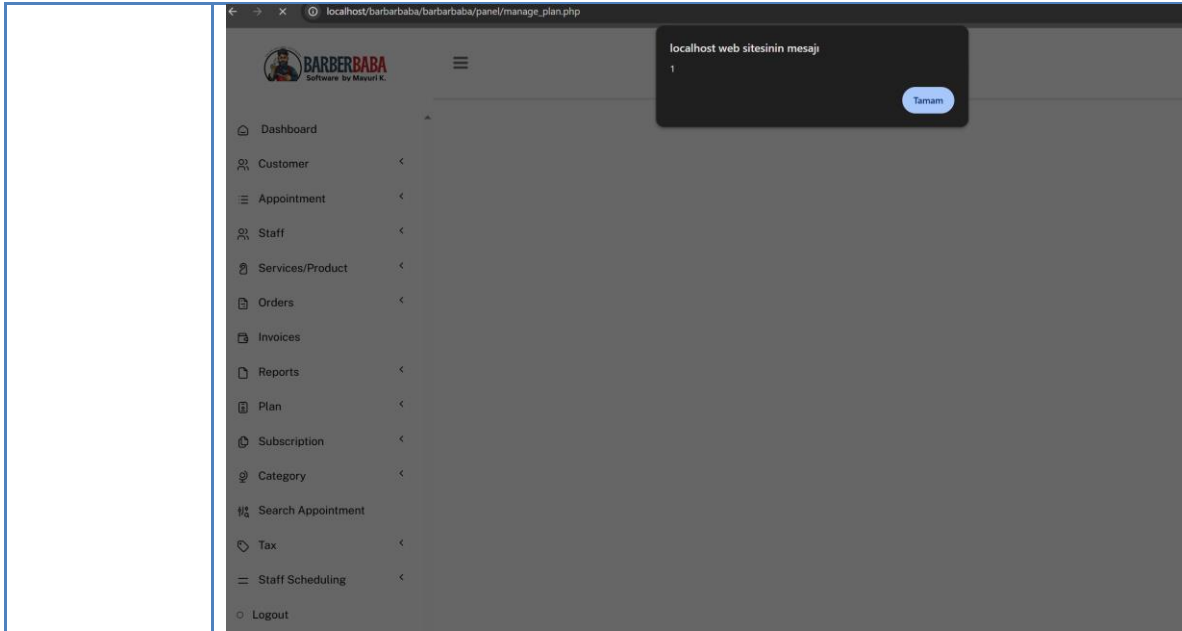 localhost/barbarbaba/barbarbaba/panel/manage_plan.php
localhost web sitesinin mesajı
1
Tamam
BARBERBABA
Software by Mayuri K.
Dashboard
Customer
Appointment
Staff
Services/Product
Orders
Invoices
Reports
Plan
Subscription
Category
Search Appointment
Tax
Staff Scheduling
Logout